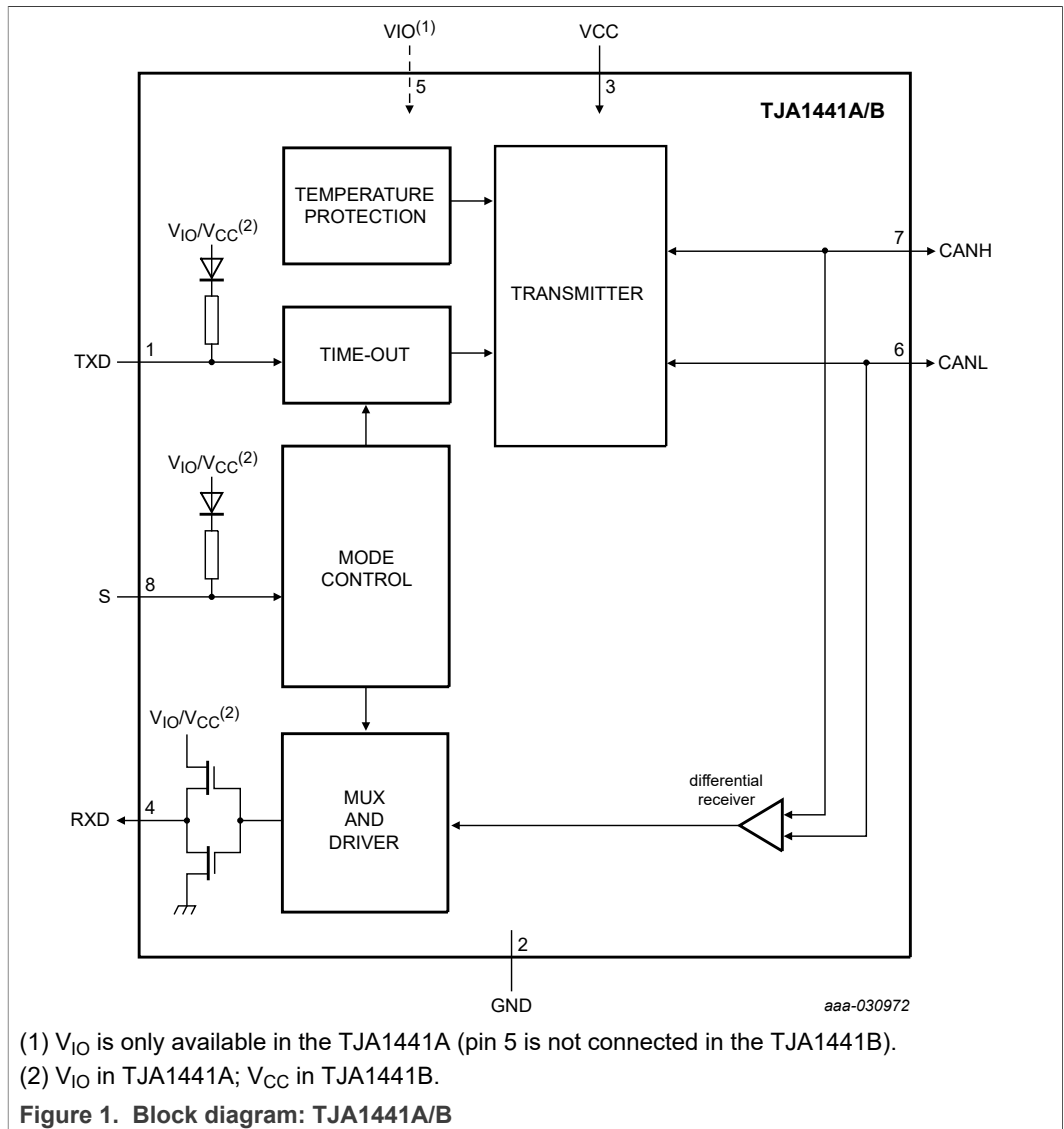 VIO(1)
VCC
5
3
TJA1441A/B
TEMPERATURE
PROTECTION
VIO/VCC(2)
7
CANH
TRANSMITTER
TXD
1
TIME-OUT
6
CANL
VIO/VCC(2)
MODE
CONTROL
S
8
VIO/VCC(2)
differential
receiver
RXD
4
MUX
AND
DRIVER
2
GND
aaa-030972
(1) VIO is only available in the TJA1441A (pin 5 is not connected in the TJA1441B).
(2) VIO in TJA1441A; VCC in TJA1441B.
Figure 1. Block diagram: TJA1441A/B